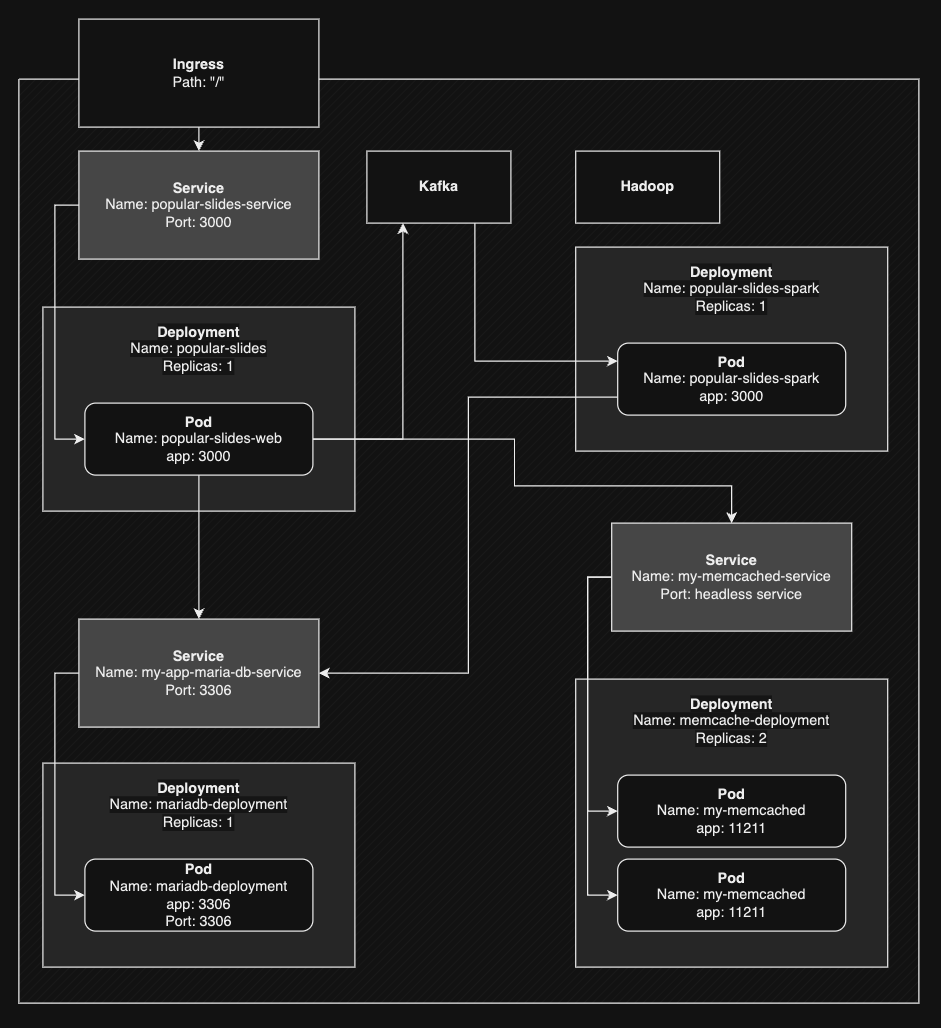 Ingress
Path: "/"
Service
Name: popular-slides-service
Port: 3000
Kafka
Hadoop
Deployment
Name: popular-slides-spark
Replicas: 1
Pod
Name: popular-slides-spark
app: 3000
Deployment
Name: popular-slides
Replicas: 1
Pod
Name: popular-slides-web
app: 3000
Service
Name: my-memcached-service
Port: headless service
Service
Name: my-app-maria-db-service
Port: 3306
Deployment
Name: memcache-deployment
Replicas: 2
Pod
Name: my-memcached
app: 11211
Pod
Name: my-memcached
app: 11211
Deployment
Name: mariadb-deployment
Replicas: 1
Pod
Name: mariadb-deployment
app: 3306
Port: 3306